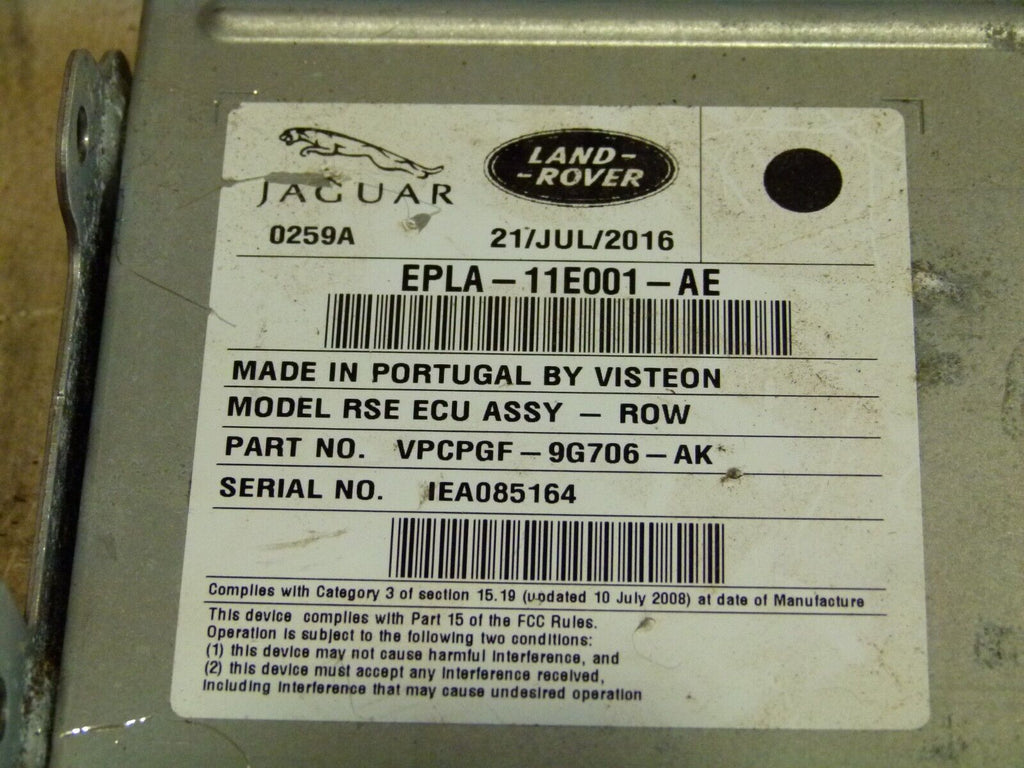 JAGUAR
LAND-
-ROVER
0259A
21/JUL/2016
EPLA-11E001-AE
MADE IN PORTUGAL BY VISTEON
MODEL RSE ECU ASSY - ROW
PART NO. VPCPGF-9G706-AK
SERIAL NO. IEA085164
Complies with Category 3 of section 15.19 (updated 10 July 2008) at date of Manufacture
This device complies with Part 15 of the FCC Rules.
Operation is subject to the following two conditions:
(1) this device may not cause harmful interference, and
(2) this device must accept any interference received,
including interference that may cause undesired operation